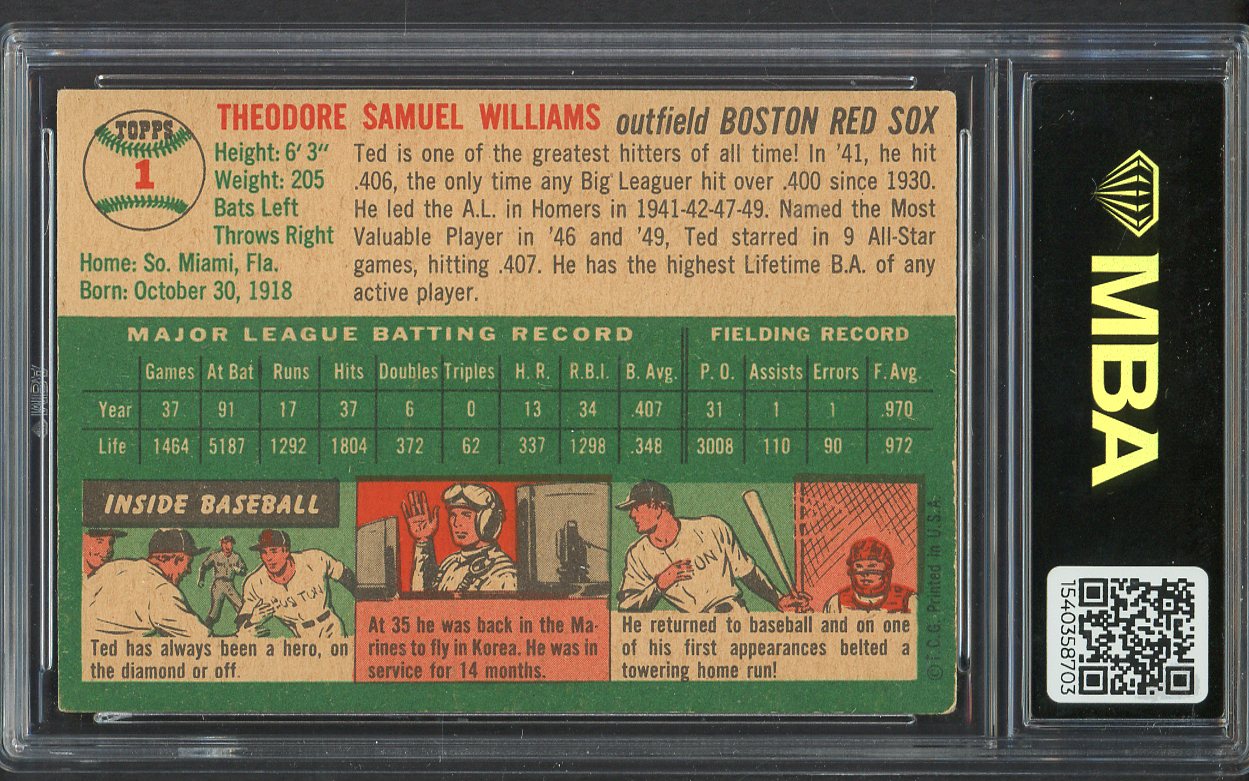 TOPPS
1
THEODORE SAMUEL WILLIAMS outfield BOSTON RED SOX
Height: 6' 3"
Weight: 205
Bats Left
Throws Right
Home: So. Miami, Fla.
Born: October 30, 1918
Ted is one of the greatest hitters of all time! In '41, he hit
.406, the only time any Big Leaguer hit over .400 since 1930.
He led the A.L. in Homers in 1941-42-47-49. Named the Most
Valuable Player in '46 and '49, Ted starred in 9 All-Star
games, hitting .407. He has the highest Lifetime B.A. of any
active player.
MAJOR LEAGUE BATTING RECORD FIELDING RECORD
Games At Bat Runs Hits Doubles Triples H. R. R.B.I. B. Avg. P. O. Assists Errors F. Avg.
Year 37 91 17 37 6 0 13 34 .407 31 1 1 .970
Life 1464 5187 1292 1804 372 62 337 1298 .348 3008 110 90 .972
INSIDE BASEBALL
Ted has always been a hero, on
the diamond or off.
At 35 he was back in the Ma-
rines to fly in Korea. He was in
service for 14 months.
He returned to baseball and on one
of his first appearances belted a
towering home run!
© T.C.G. Printed in U.S.A.
MBA
1540358703